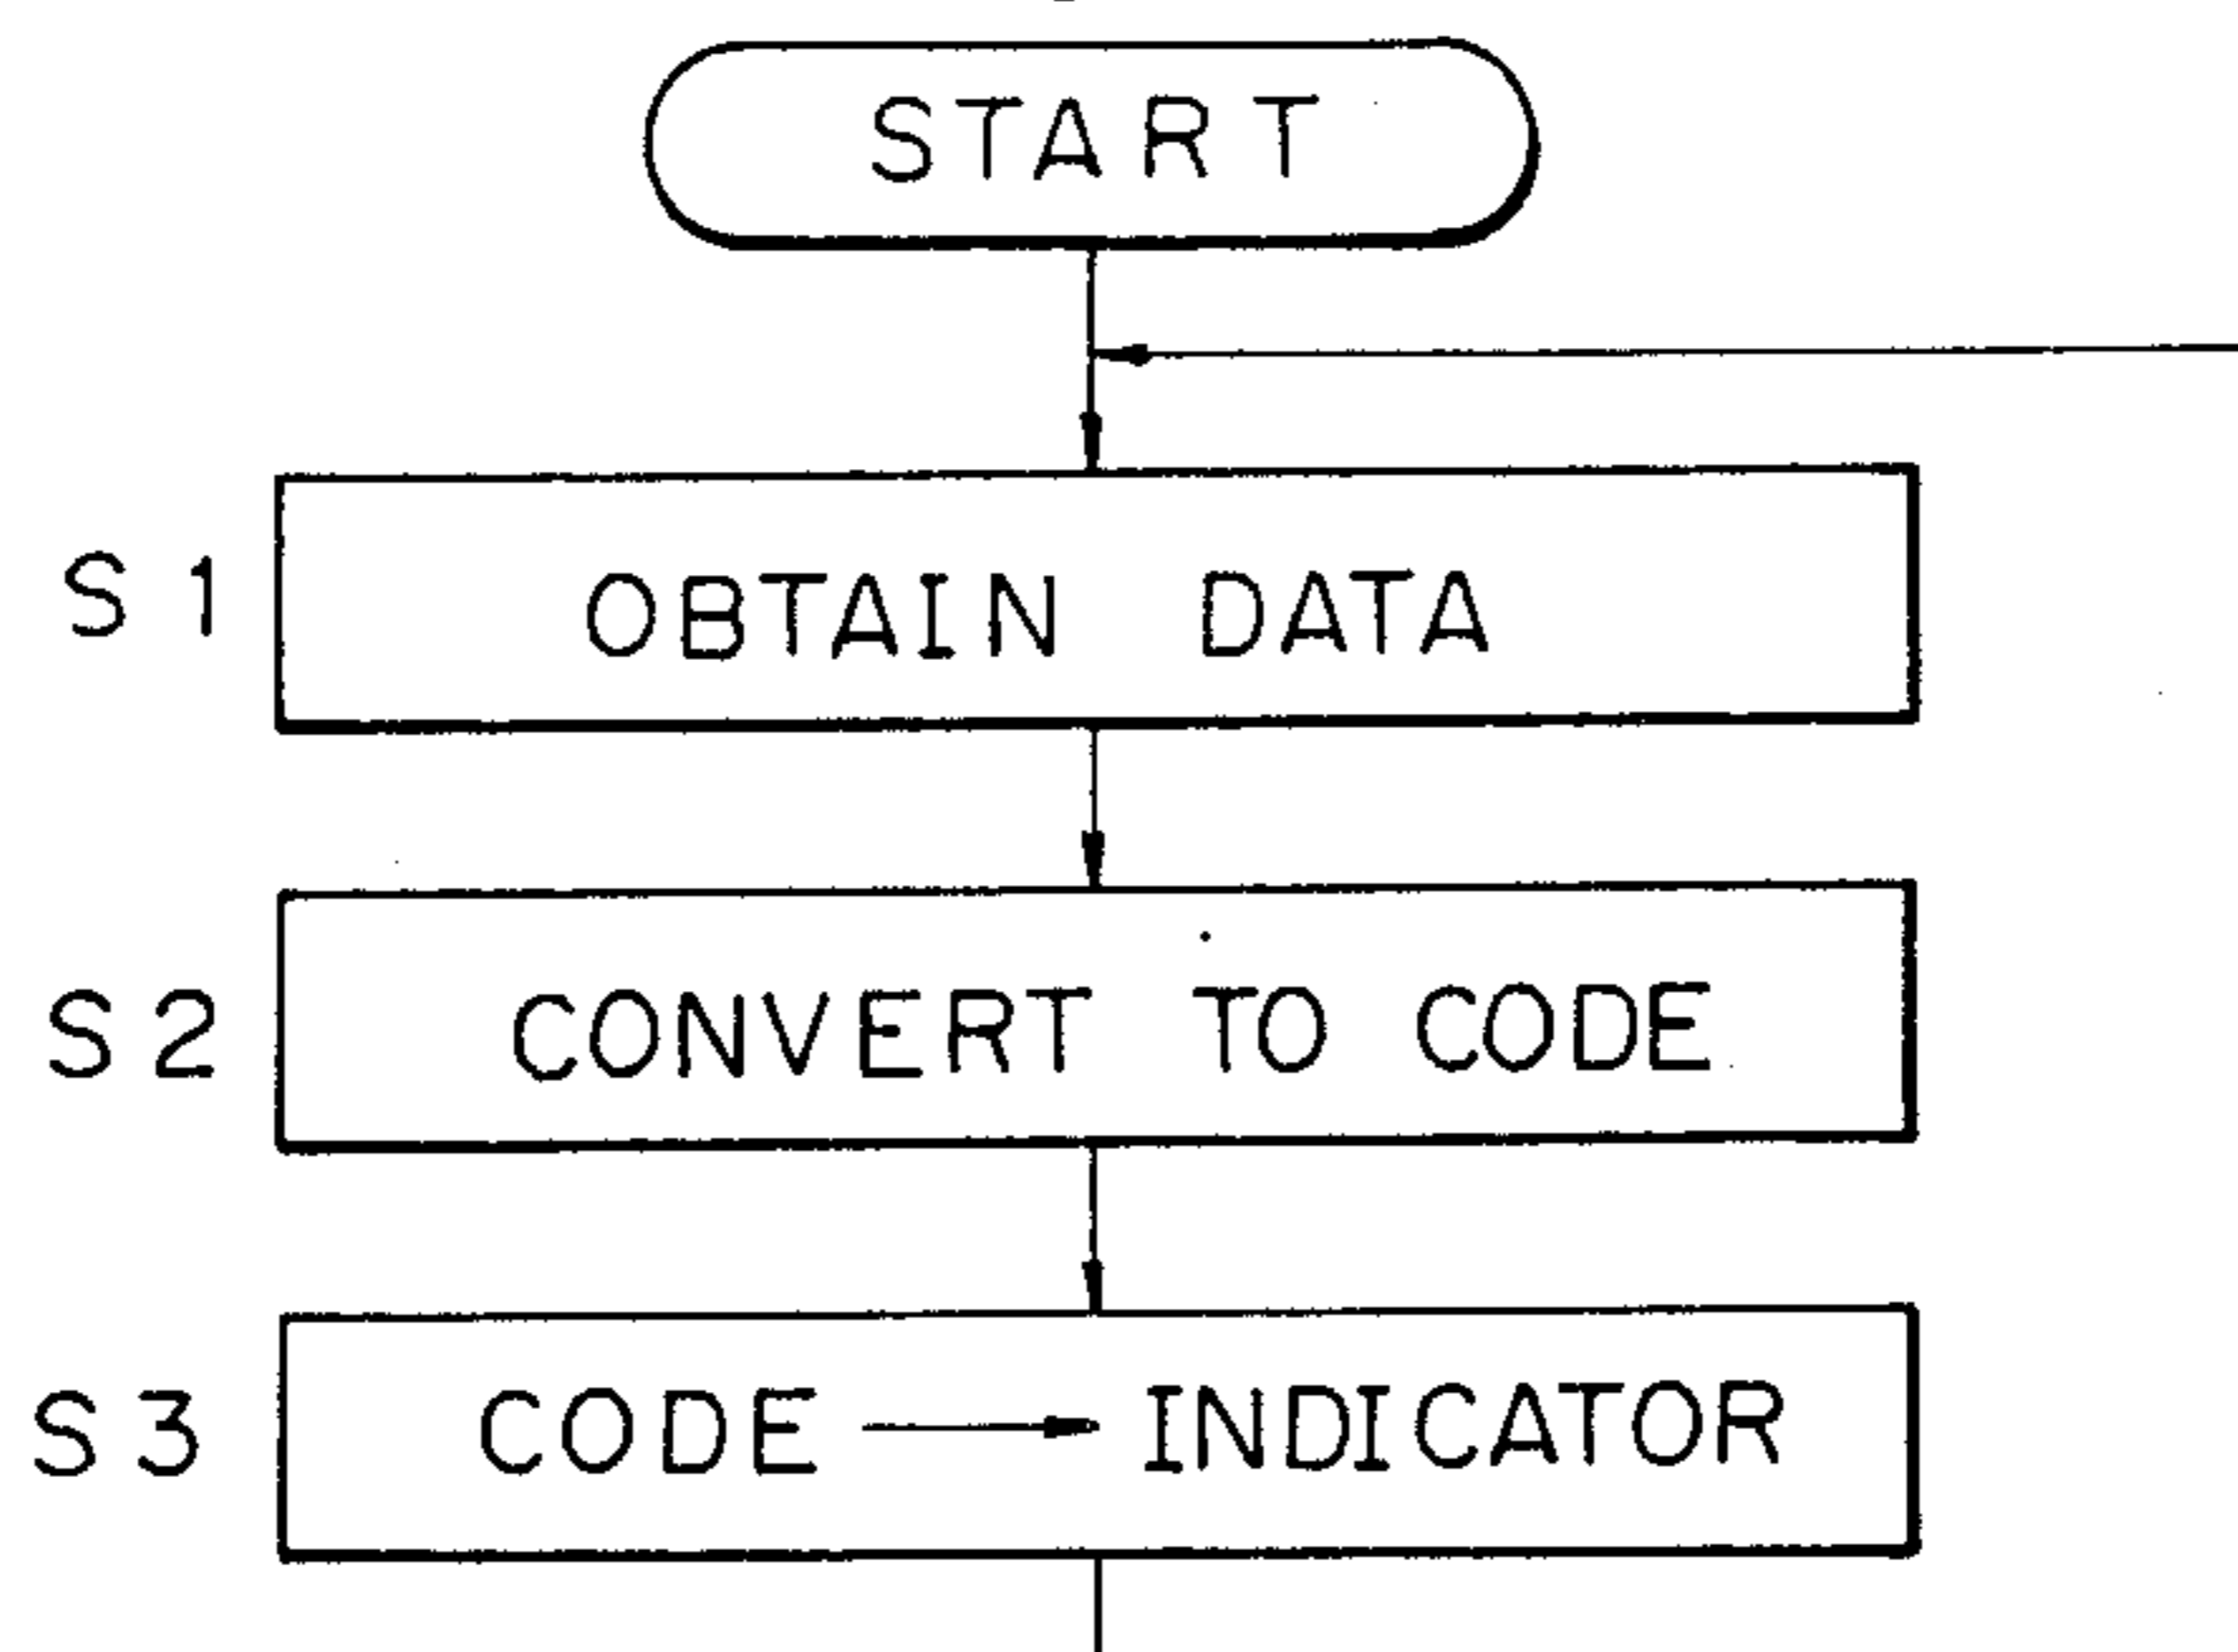 START
S1 OBTAIN DATA
S2 CONVERT TO CODE
S3 CODE → INDICATOR